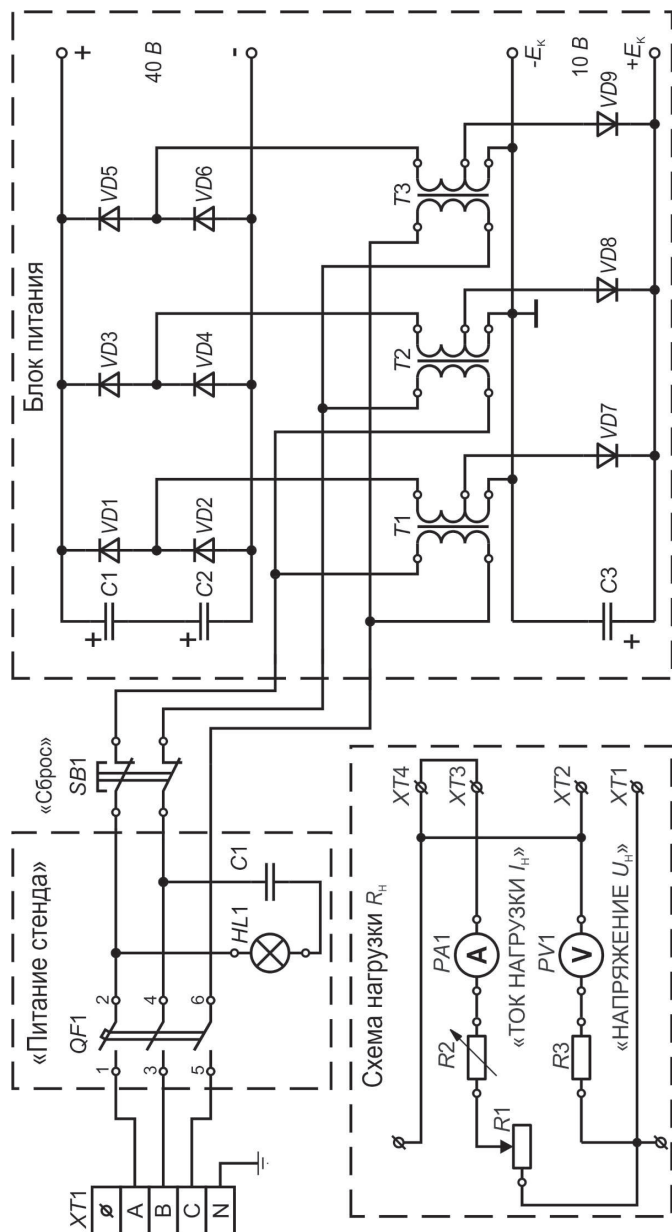 XT1
ø
A
B
C
N
«Питание стенда»
QF1
1
2
3
4
5
6
HL1
C1
«Сброс»
SB1
Блок питания
C1
+
C2
+
VD1
VD2
VD3
VD4
VD5
VD6
+
40 В
-
T1
T2
T3
-Eк
10 В
+Eк
C3
+
VD7
VD8
VD9
Схема нагрузки Rн
R2
PA1
A
«ТОК НАГРУЗКИ Iн»
R1
R3
PV1
V
«НАПРЯЖЕНИЕ Uн»
XT4
XT3
XT2
XT1